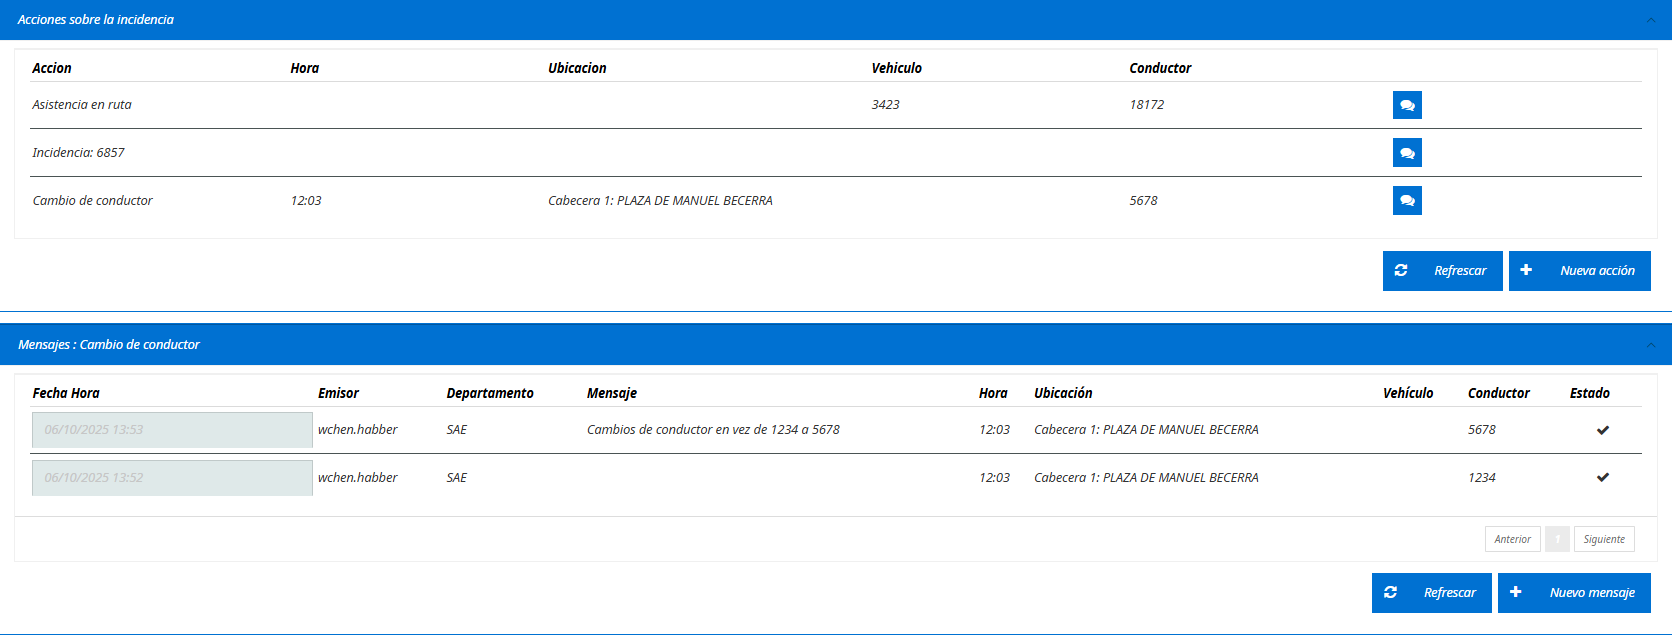 Acciones sobre la incidencia
Accion Hora Ubicacion Vehiculo Conductor
Asistencia en ruta 3423 18172
Incidencia: 6857
Cambio de conductor 12:03 Cabecera 1: PLAZA DE MANUEL BECERRA 5678
Refrescar Nueva acción
Mensajes : Cambio de conductor
Fecha Hora Emisor Departamento Mensaje Hora Ubicación Vehículo Conductor Estado
06/10/2025 13:53 wchen.habber SAE Cambios de conductor en vez de 1234 a 5678 12:03 Cabecera 1: PLAZA DE MANUEL BECERRA 5678
06/10/2025 13:52 wchen.habber SAE 12:03 Cabecera 1: PLAZA DE MANUEL BECERRA 1234
Anterior 1 Siguiente
Refrescar Nuevo mensaje